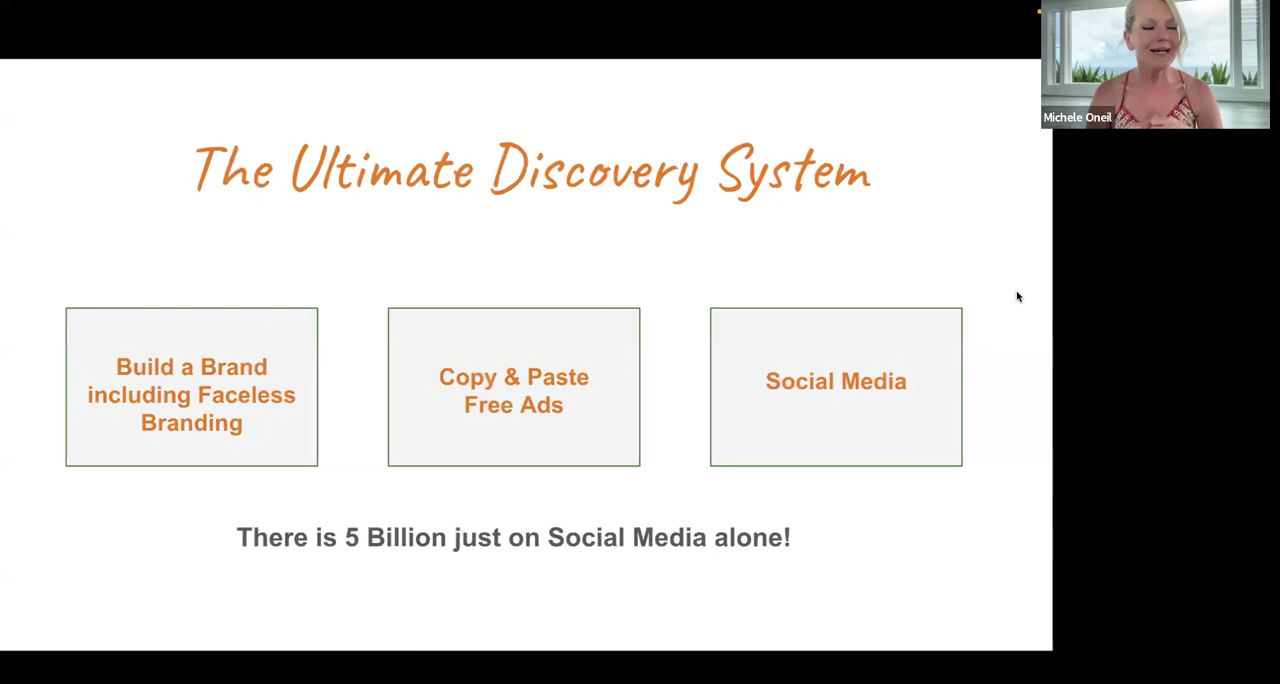 The Ultimate Discovery System
Michele Oneil
Build a Brand
including Faceless
Branding
Copy & Paste
Free Ads
Social Media
There is 5 Billion just on Social Media alone!